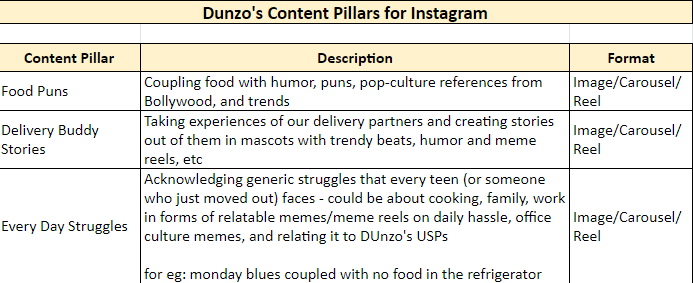 Dunzo's Content Pillars for Instagram
Content Pillar Description Format
Food Puns
Coupling food with humor, puns, pop-culture references from
Bollywood, and trends
Image/Carousel/
Reel
Delivery Buddy
Stories
Taking experiences of our delivery partners and creating stories
out of them in mascots with trendy beats, humor and meme
reels, etc
Image/Carousel/
Reel
Every Day Struggles
Acknowledging generic struggles that every teen (or someone
who just moved out) faces - could be about cooking, family, work
in forms of relatable memes/meme reels on daily hassle, office
culture memes, and relating it to DUnzo's USPs
for eg: monday blues coupled with no food in the refrigerator
Image/Carousel/
Reel